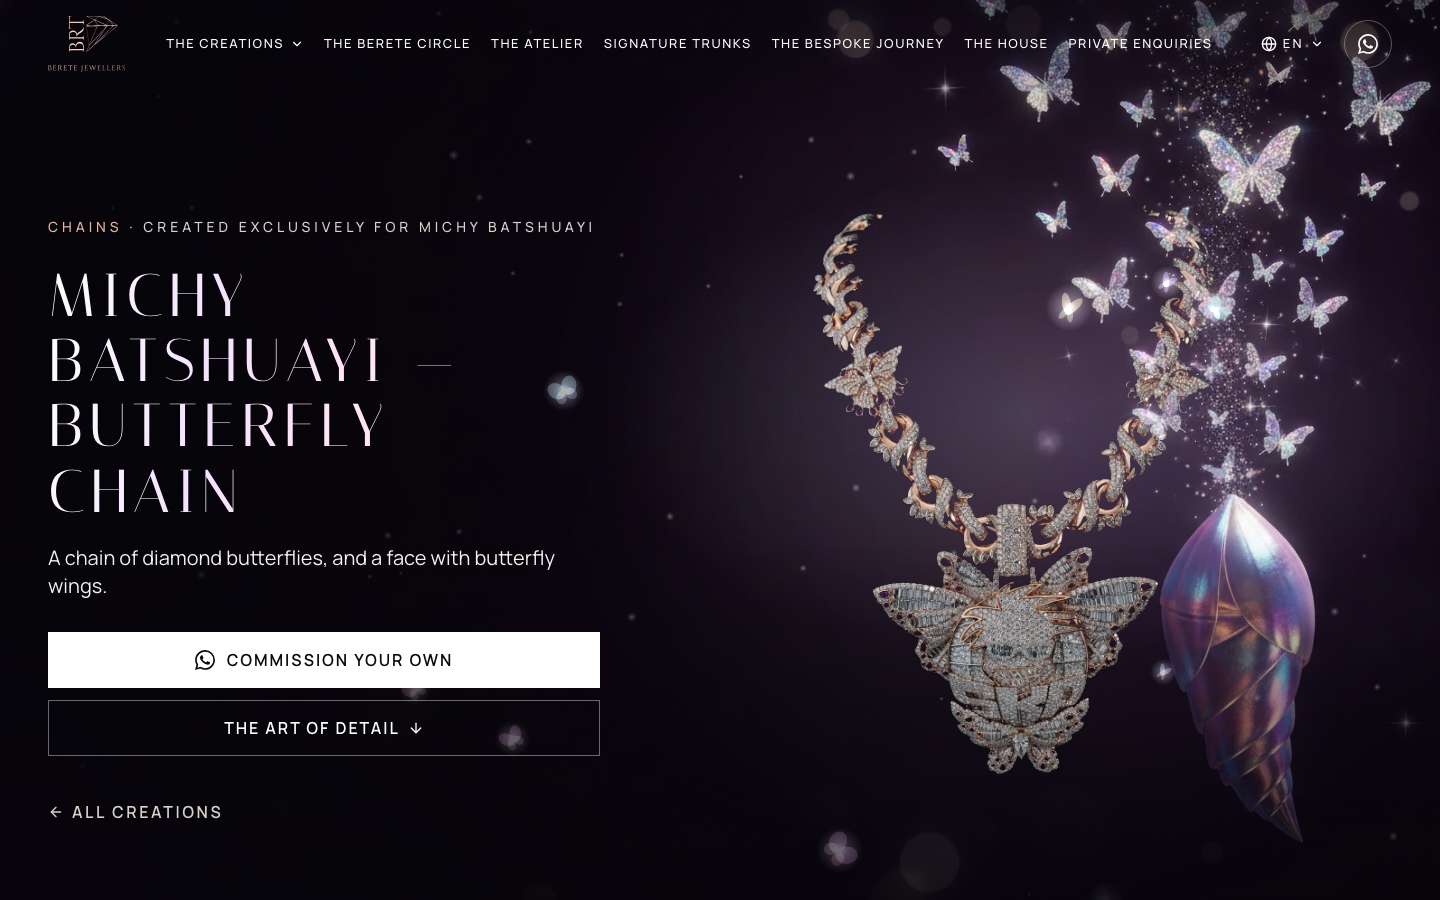 BRT
BERETE JEWELLERS
THE CREATIONS
THE BERETE CIRCLE
THE ATELIER
SIGNATURE TRUNKS
THE BESPOKE JOURNEY
THE HOUSE
PRIVATE ENQUIRIES
EN
CHAINS · CREATED EXCLUSIVELY FOR MICHY BATSHUAYI
MICHY
BATSHUAYI —
BUTTERFLY
CHAIN
A chain of diamond butterflies, and a face with butterfly
wings.
COMMISSION YOUR OWN
THE ART OF DETAIL ↓
← ALL CREATIONS